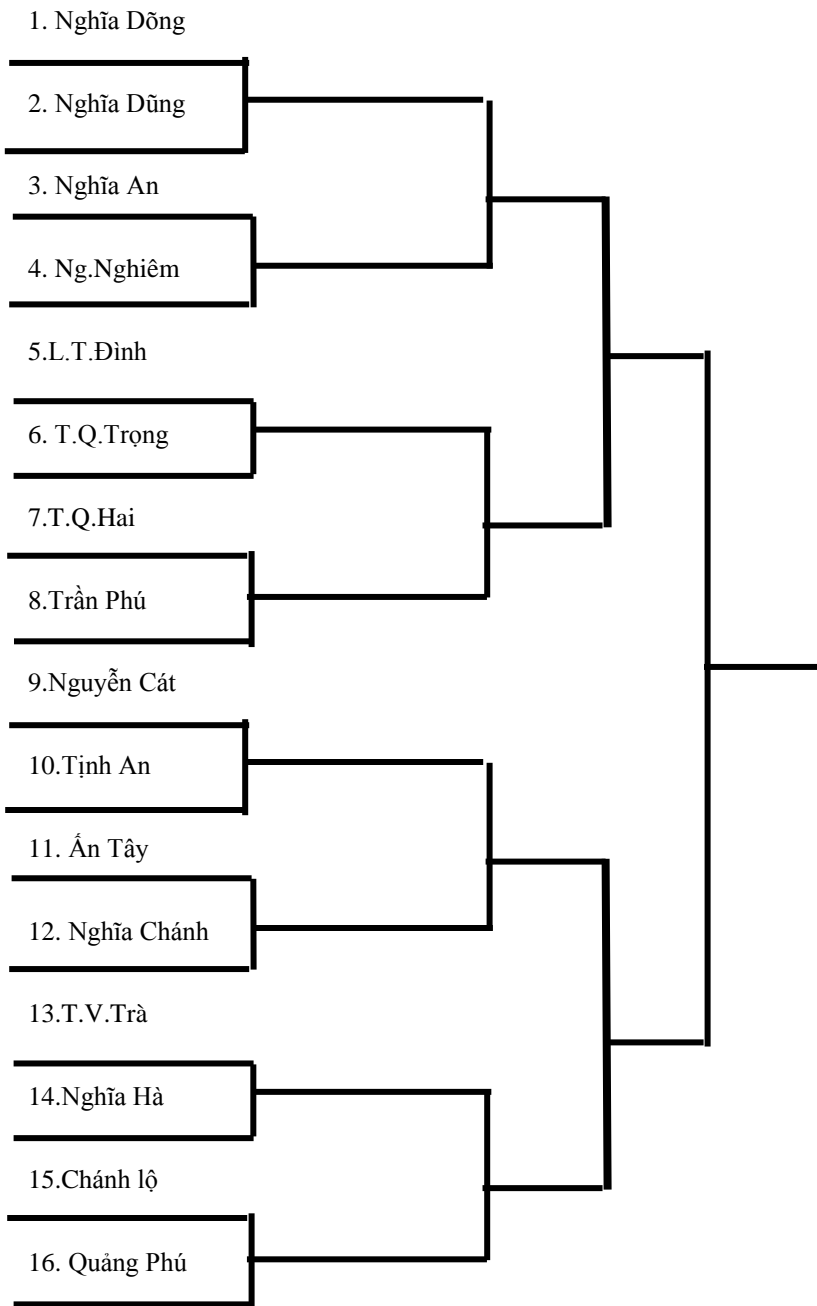 1. Nghĩa Dõng
2. Nghĩa Dũng
3. Nghĩa An
4. Ng.Nghiêm
5.L.T.Đình
6. T.Q.Trọng
7.T.Q.Hai
8.Trần Phú
9.Nguyễn Cát
10.Tịnh An
11. Ấn Tây
12. Nghĩa Chánh
13.T.V.Trà
14.Nghĩa Hà
15.Chánh lộ
16. Quảng Phú